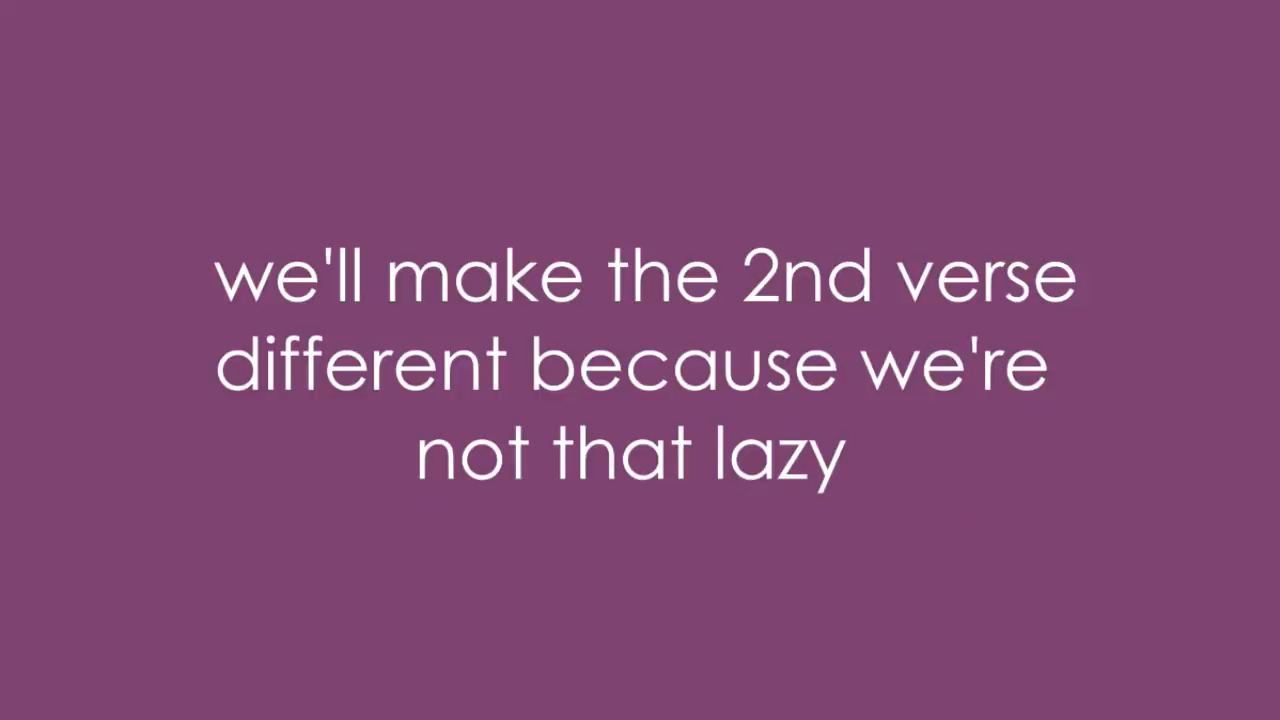 we'll make the 2nd verse
different because we're
not that lazy